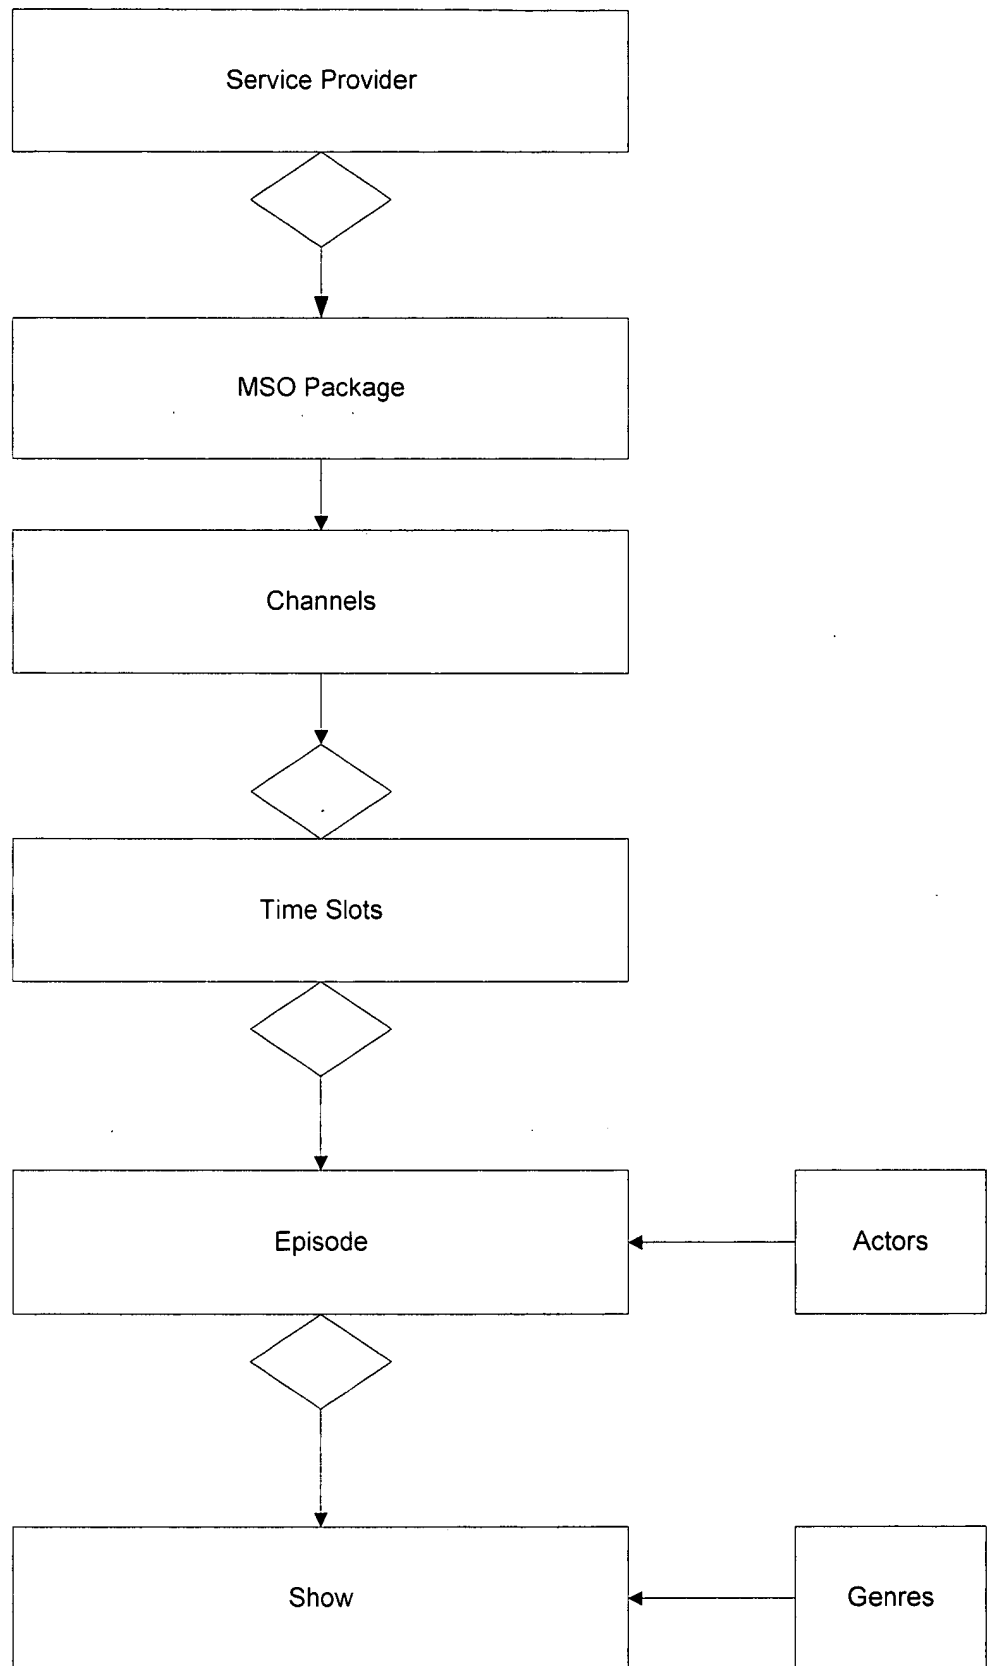 Service Provider
MSO Package
Channels
Time Slots
Episode
Actors
Show
Genres